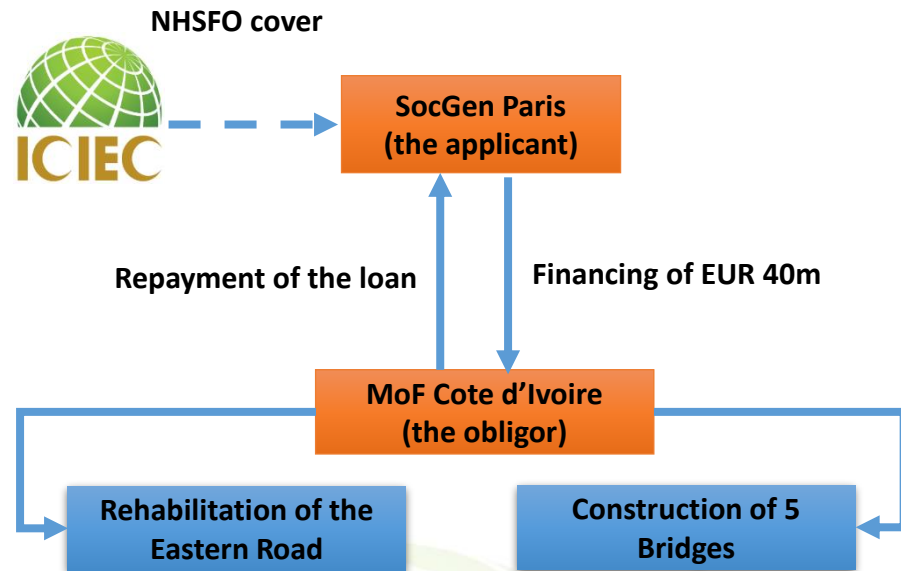 NHSFO cover
ICIEC
SocGen Paris
(the applicant)
Repayment of the loan
Financing of EUR 40m
MoF Cote d’Ivoire
(the obligor)
Rehabilitation of the
Eastern Road
Construction of 5
Bridges